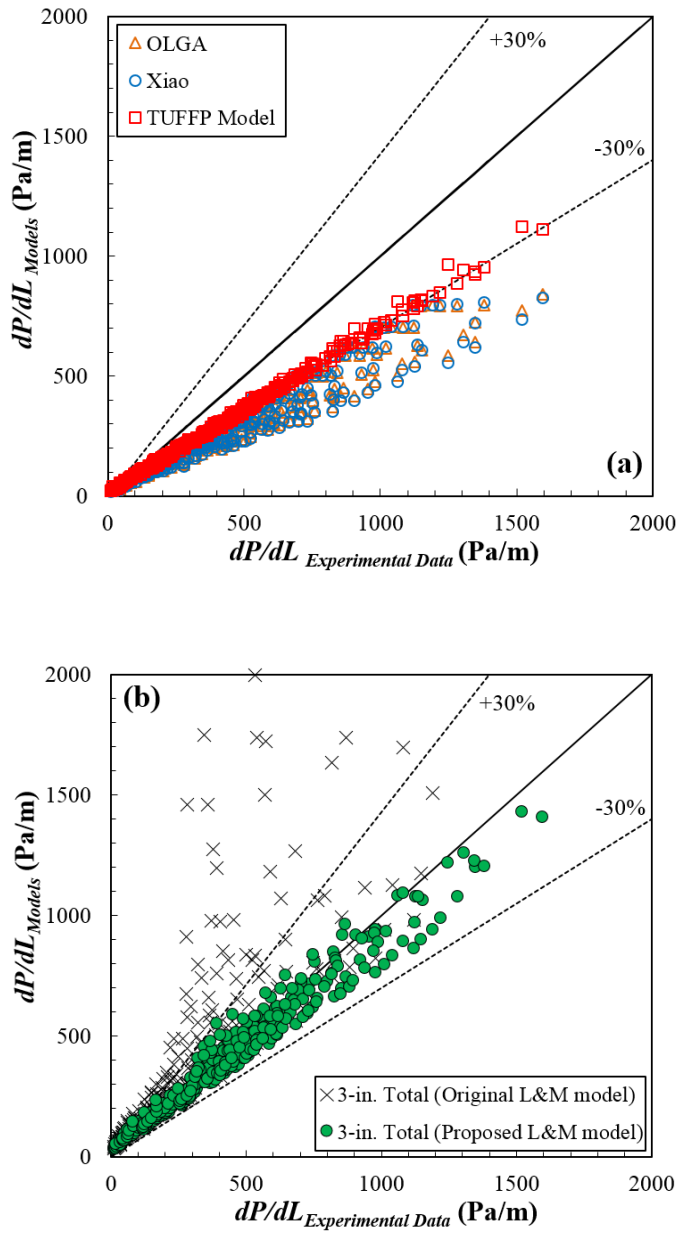 2000
1500
1000
500
0
dP/dL Models (Pa/m)
OLGA
Xiao
TUFFP Model
+30%
-30%
(a)
0 500 1000 1500 2000
dP/dL Experimental Data (Pa/m)
2000
1500
1000
500
0
dP/dL Models (Pa/m)
(b)
+30%
-30%
3-in. Total (Original L&M model)
3-in. Total (Proposed L&M model)
0 500 1000 1500 2000
dP/dL Experimental Data (Pa/m)